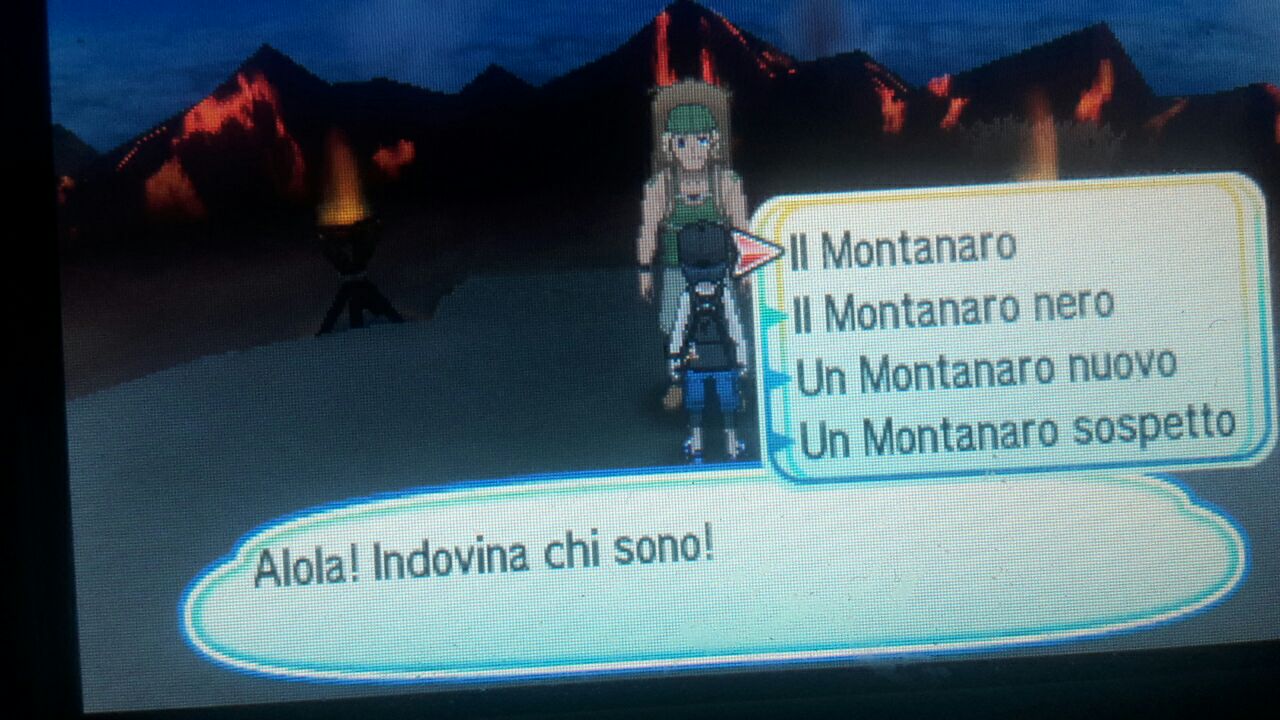 Il Montanaro
Il Montanaro nero
Un Montanaro nuovo
Un Montanaro sospetto
Alola! Indovina chi sono!